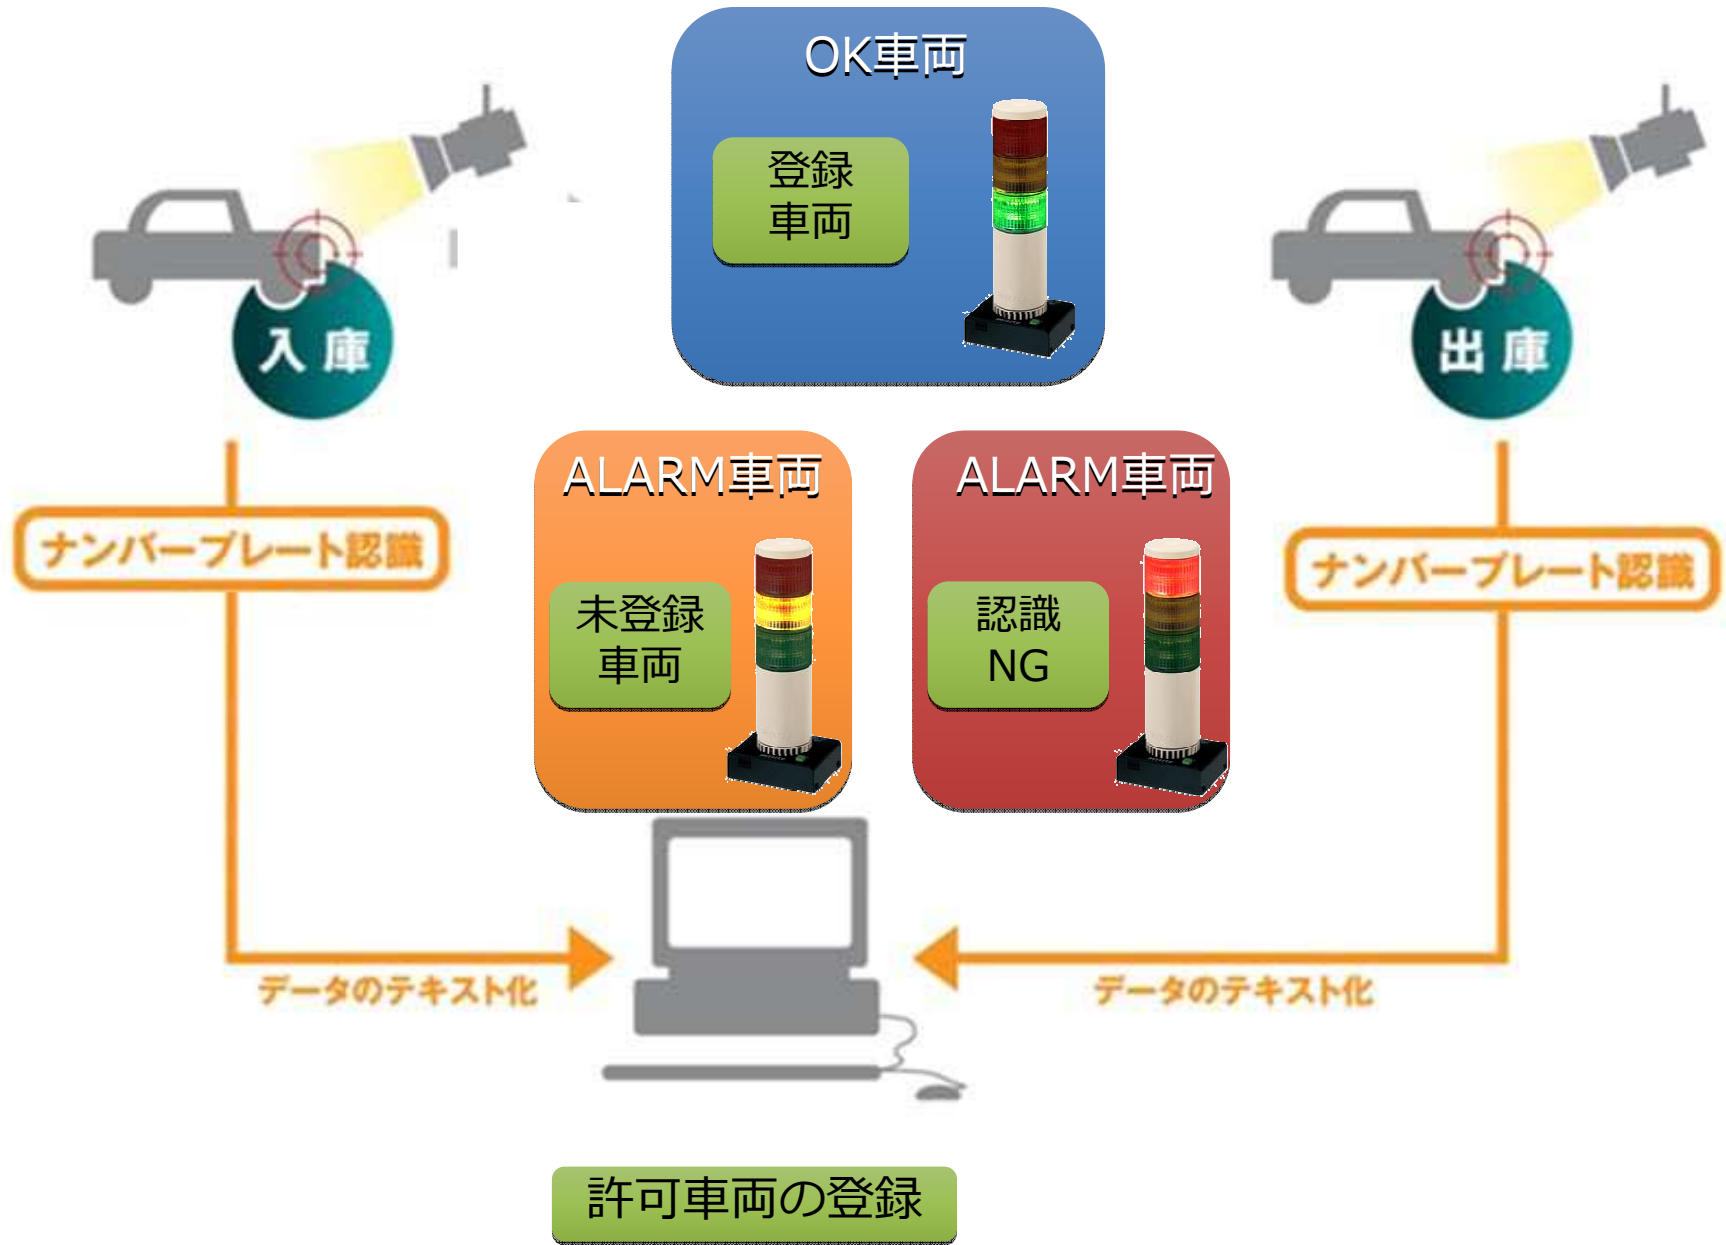 OK車両
登録
車両
入庫
出庫
ALARM車両
ALARM車両
ナンバープレート認識
ナンバープレート認識
未登録
車両
認識
NG
データのテキスト化
データのテキスト化
許可車両の登録